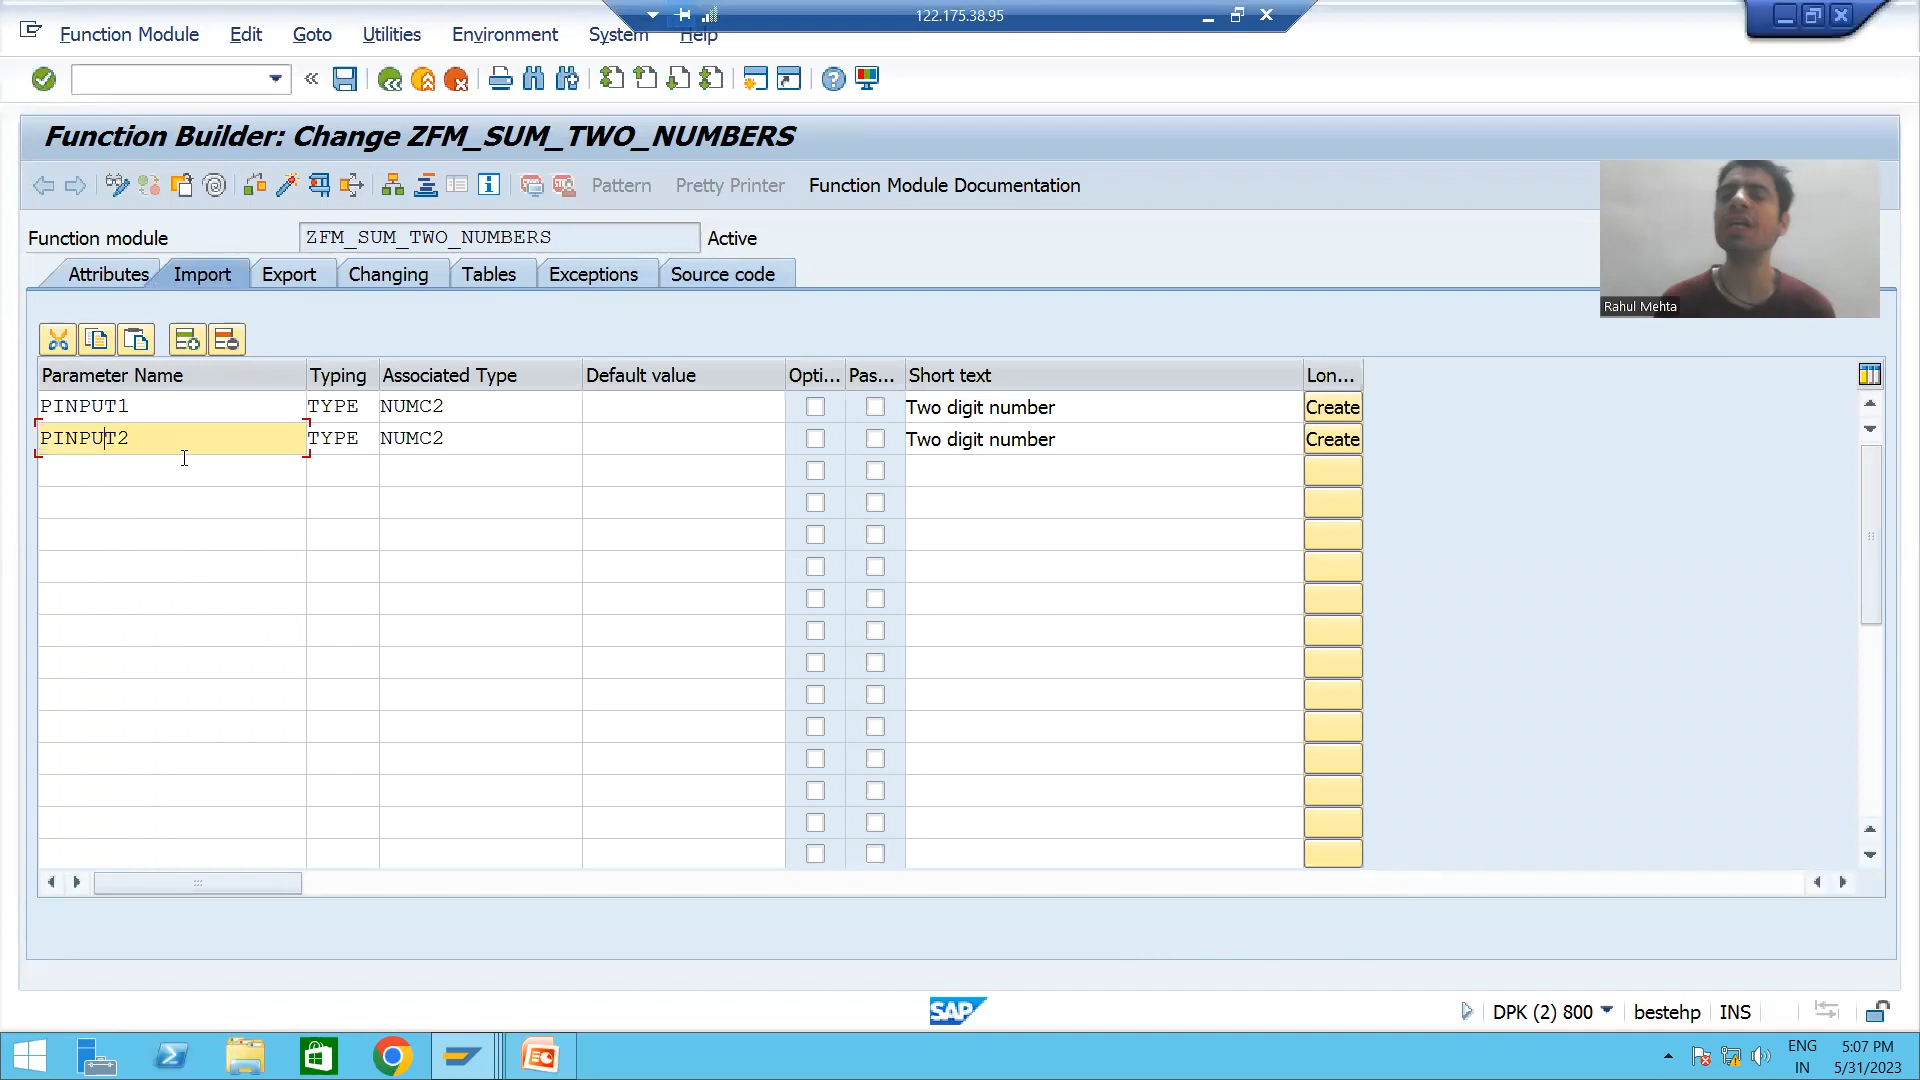 122.175.38.95
Function Module Edit Goto Utilities Environment System Help
Function Builder: Change ZFM_SUM_TWO_NUMBERS
Pattern Pretty Printer Function Module Documentation
Function module ZFM_SUM_TWO_NUMBERS Active
Attributes Import Export Changing Tables Exceptions Source code
Rahul Mehta
Parameter Name Typing Associated Type Default value Opti... Pas... Short text Lon...
PINPUT1 TYPE NUMC2 Two digit number Create
PINPUT2 TYPE NUMC2 Two digit number Create
SAP DPK (2) 800 bestehp INS
ENG 5:07 PM
IN 5/31/2023